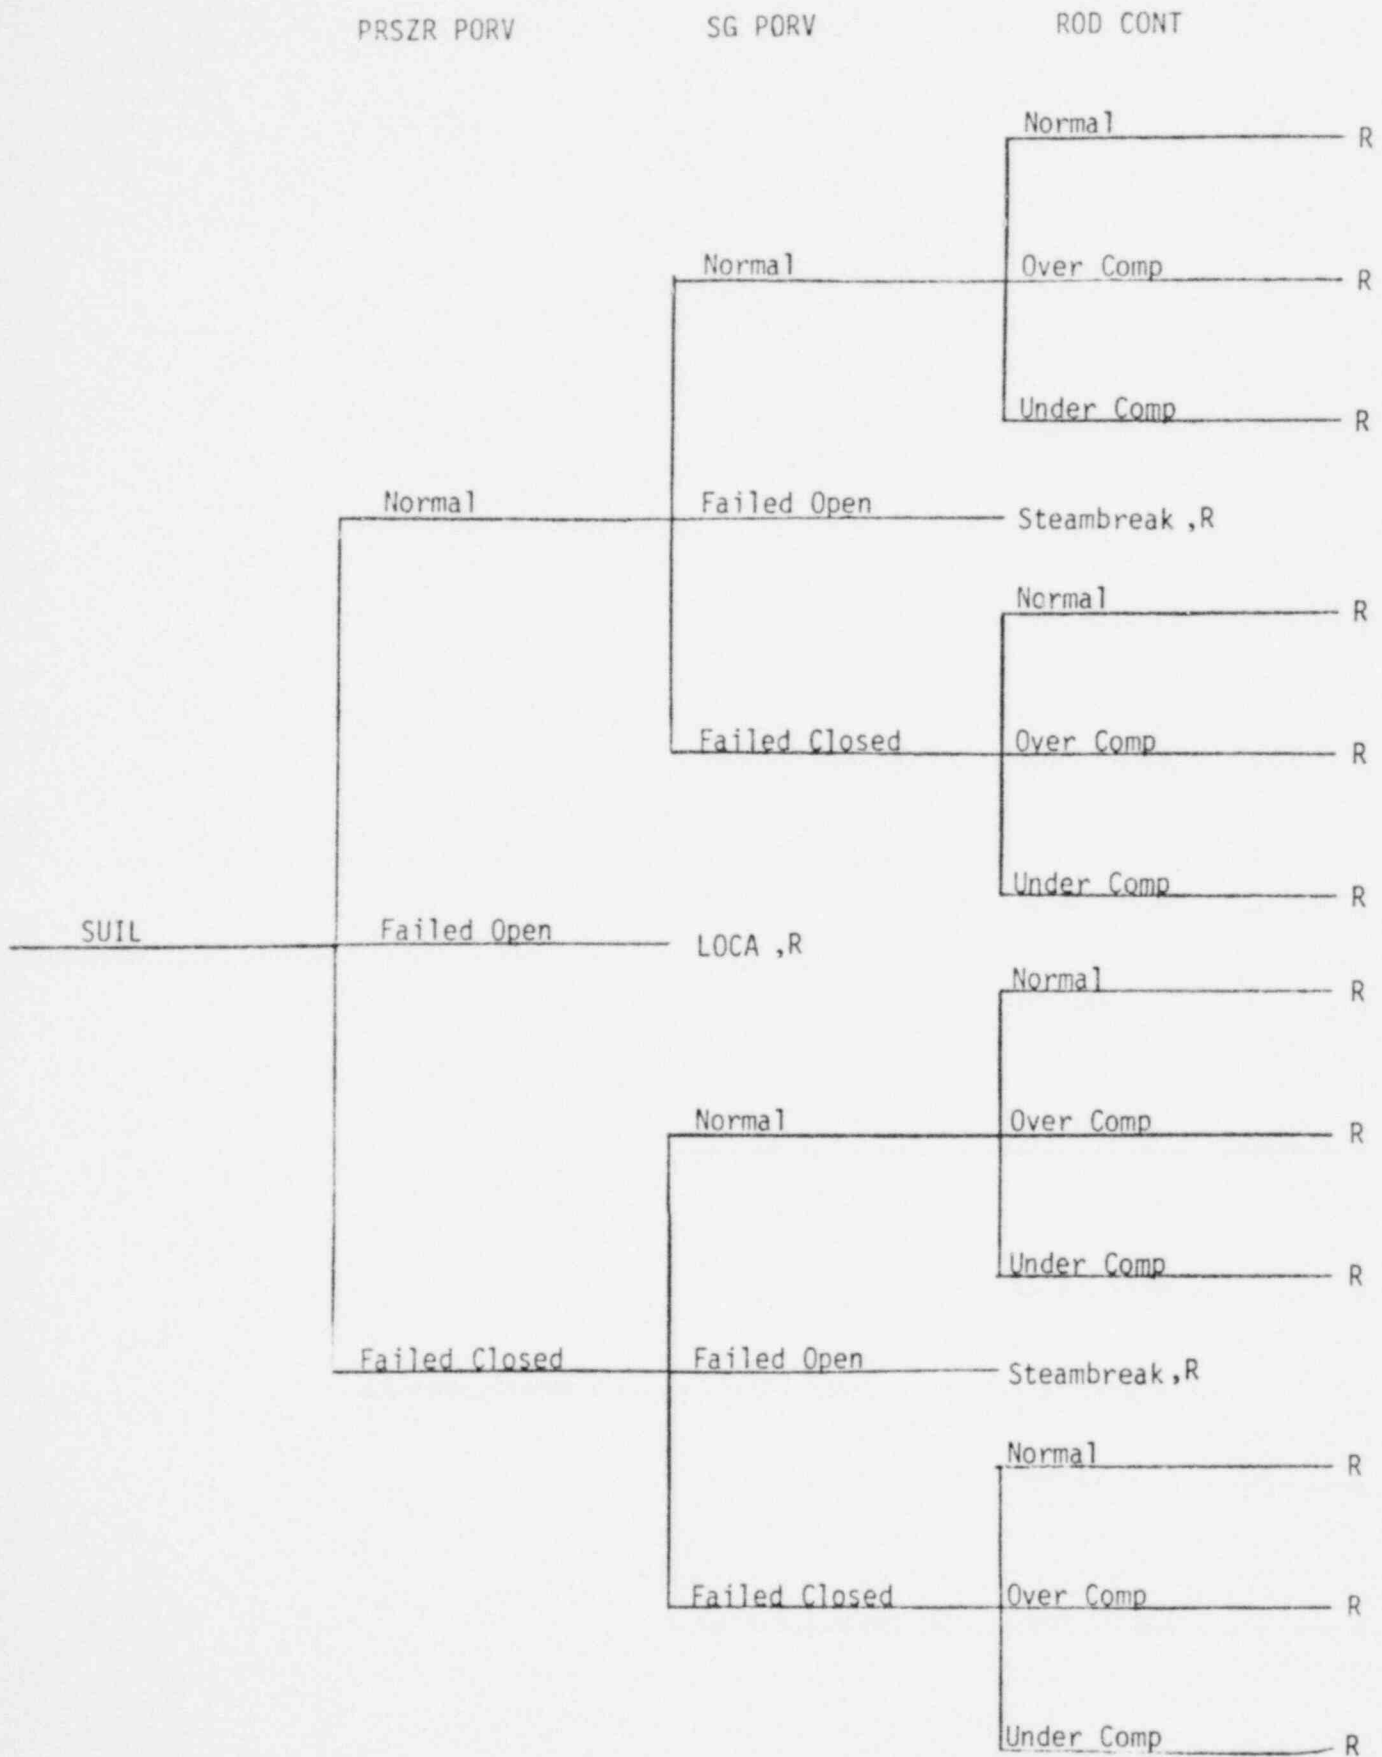 PRSZR PORV SG PORV ROD CONT
Normal R
Normal Over Comp R
Under Comp R
Normal Failed Open Steambreak ,R
Normal R
Failed Closed Over Comp R
Under Comp R
SUIL Failed Open LOCA ,R
Normal R
Normal Over Comp R
Under Comp R
Failed Closed Failed Open Steambreak ,R
Normal R
Failed Closed Over Comp R
Under Comp R